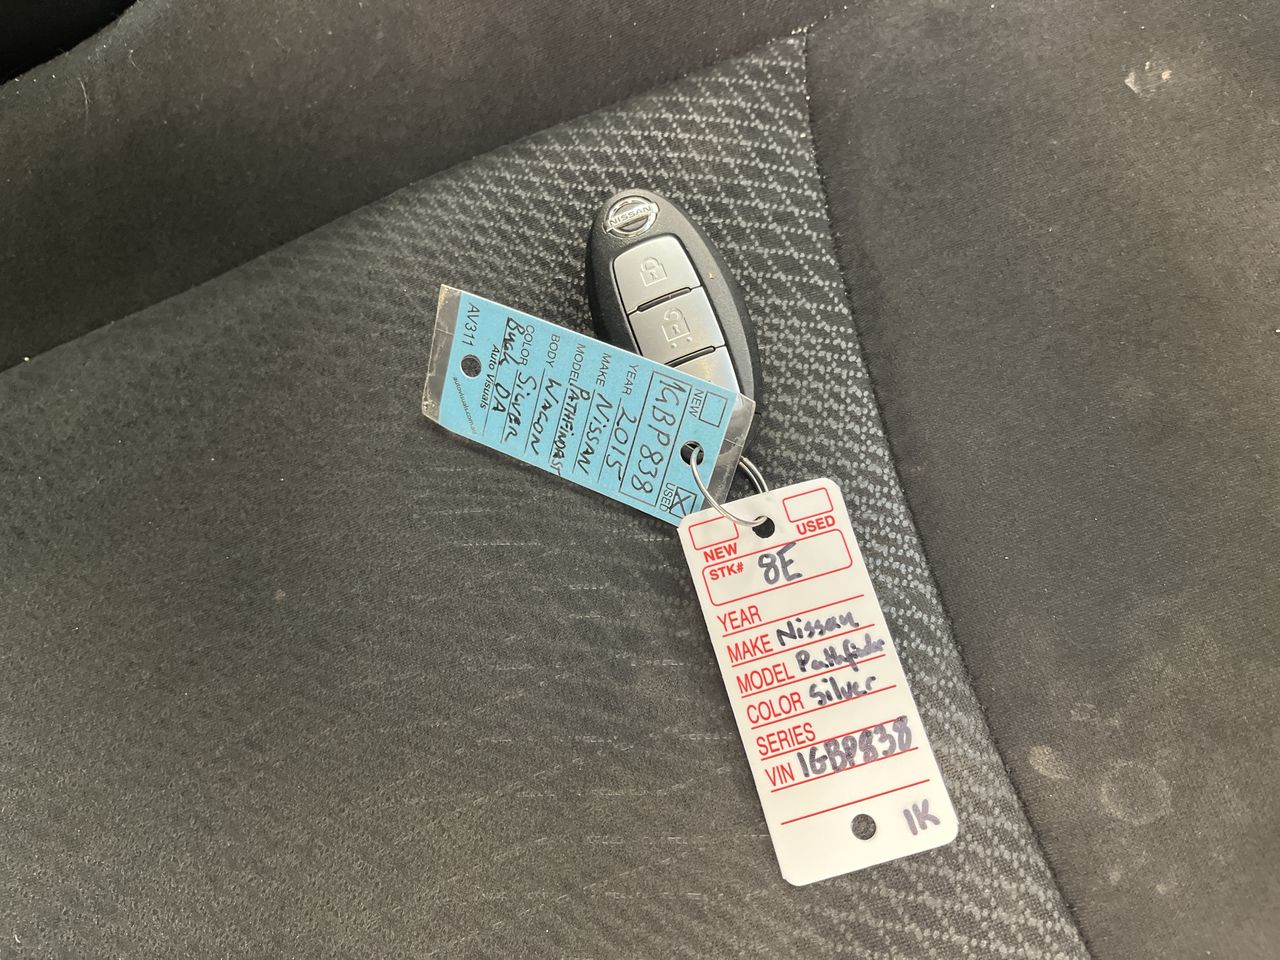 NISSAN
NEW
USED
1GBP838
YEAR 2015
MAKE NISSAN
MODEL PATHFINDER
BODY WAGON
COLOR SILVER
DA
Auto Visuals
AV311
NEW
USED
STK# 8E
YEAR
MAKE Nissan
MODEL Pathfinder
COLOR Silver
SERIES
VIN 1GBP838
1K